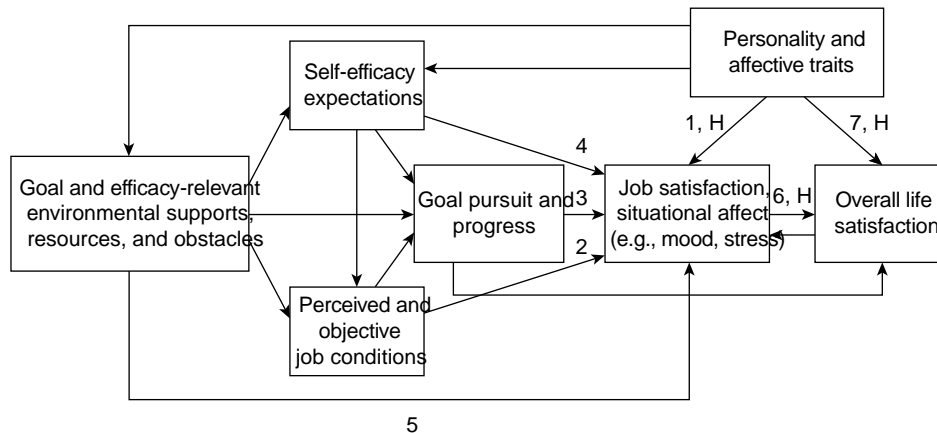 Personality and
affective traits
Self-efficacy
expectations
1, H
7, H
4
Goal and efficacy-relevant
environmental supports,
resources, and obstacles
Goal pursuit and
progress
3
Job satisfaction,
situational affect
(e.g., mood, stress)
6, H
Overall life
satisfaction
2
Perceived and
objective
job conditions
5